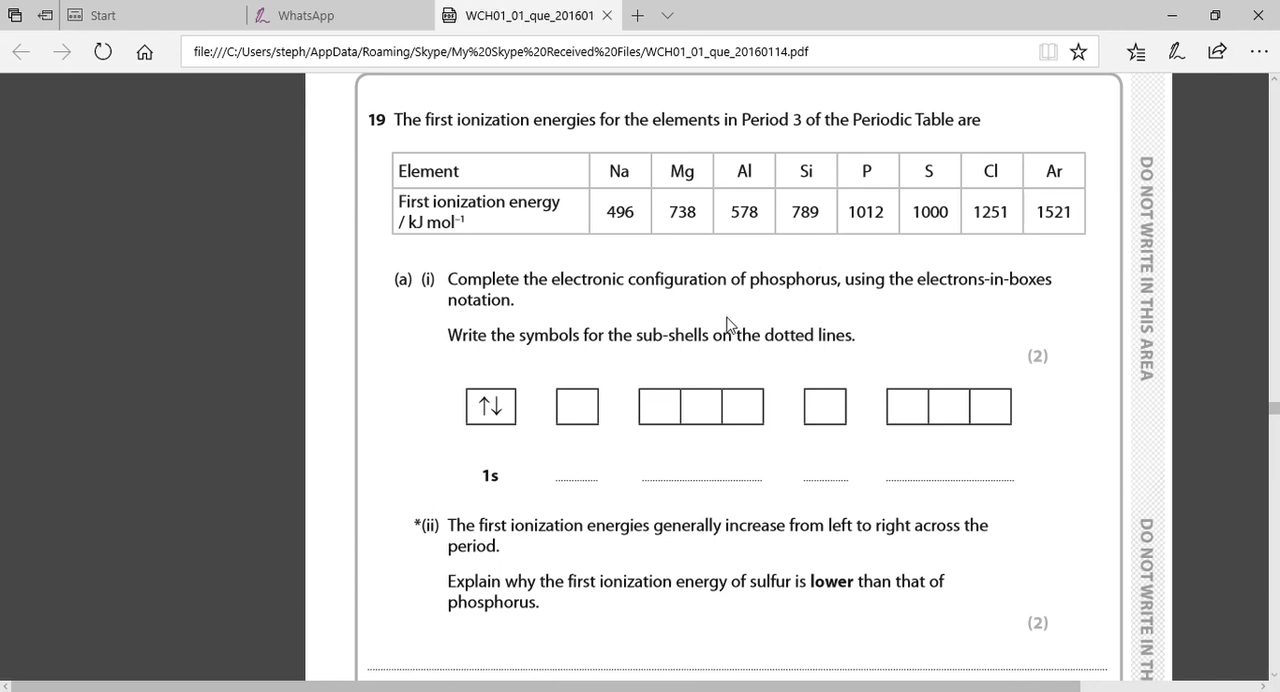 Start
WhatsApp
WCH01_01_que_201601
file:///C:/Users/steph/AppData/Roaming/Skype/My%20Skype%20Received%20Files/WCH01_01_que_20160114.pdf
19 The first ionization energies for the elements in Period 3 of the Periodic Table are
Element Na Mg Al Si P S Cl Ar
First ionization energy
/ kJ mol⁻¹ 496 738 578 789 1012 1000 1251 1521
(a) (i) Complete the electronic configuration of phosphorus, using the electrons-in-boxes
notation.
Write the symbols for the sub-shells on the dotted lines.
(2)
↑↓
1s
*(ii) The first ionization energies generally increase from left to right across the
period.
Explain why the first ionization energy of sulfur is lower than that of
phosphorus.
(2)
DO NOT WRITE IN THIS AREA
DO NOT WRITE IN TH